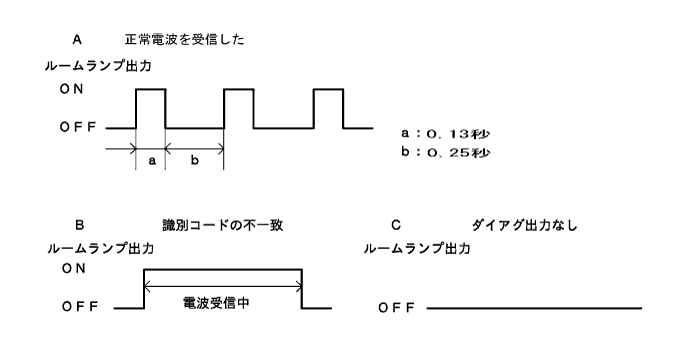 A 正常電波を受信した
ルームランプ出力
ON
OFF
a
b
a:0.13秒
b:0.25秒
B 識別コードの不一致
ルームランプ出力
ON
OFF
電波受信中
C ダイアグ出力なし
ルームランプ出力
OFF